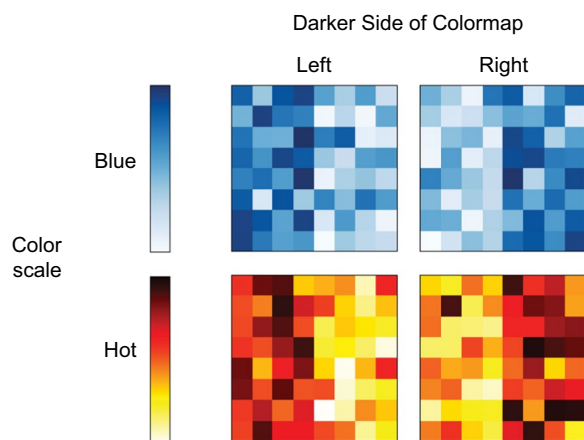 Darker Side of Colormap
Left
Right
Blue
Color
scale
Hot